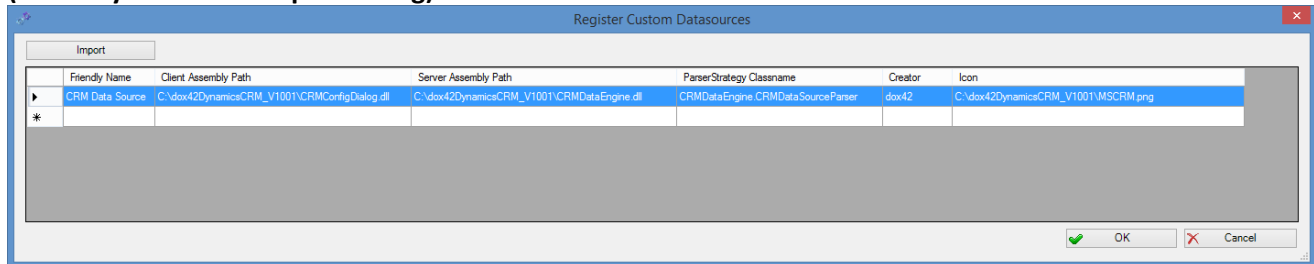 Register Custom Datasources
Import
Friendly Name Client Assembly Path Server Assembly Path ParserStrategy Classname Creator Icon
CRM Data Source C:\dox42DynamicsCRM_V1001\CRMConfigDialog.dll C:\dox42DynamicsCRM_V1001\CRMDataEngine.dll CRMDataEngine.CRMDataSourceParser dox42 C:\dox42DynamicsCRM_V1001\MSCRM.png
OK Cancel